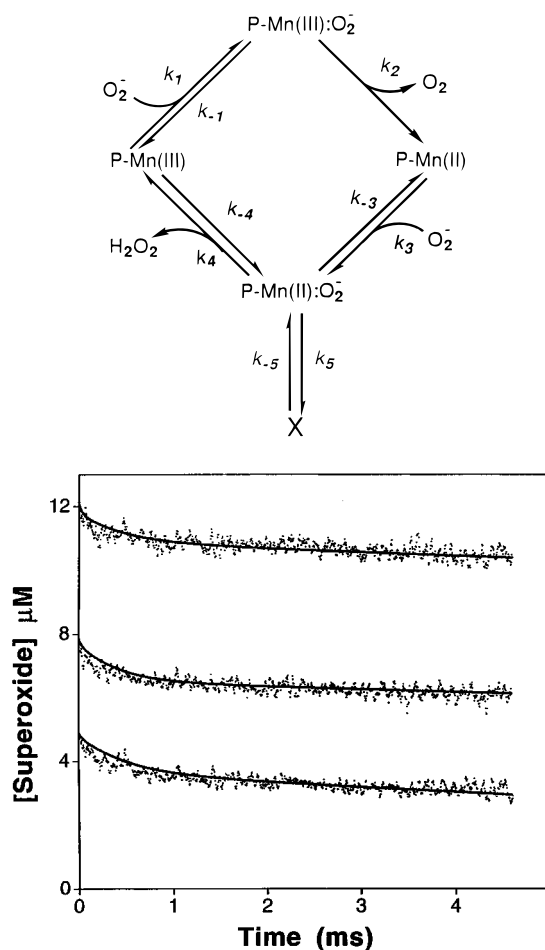 P-Mn(III):O₂⁻
k₁
k₂
O₂⁻
O₂
k₋₁
P-Mn(III)
P-Mn(II)
k₋₄
k₋₃
H₂O₂
k₄
k₃
O₂⁻
P-Mn(II):O₂⁻
k₋₅
k₅
X
[Superoxide] μM
12
8
4
0
0
1
2
3
4
Time (ms)